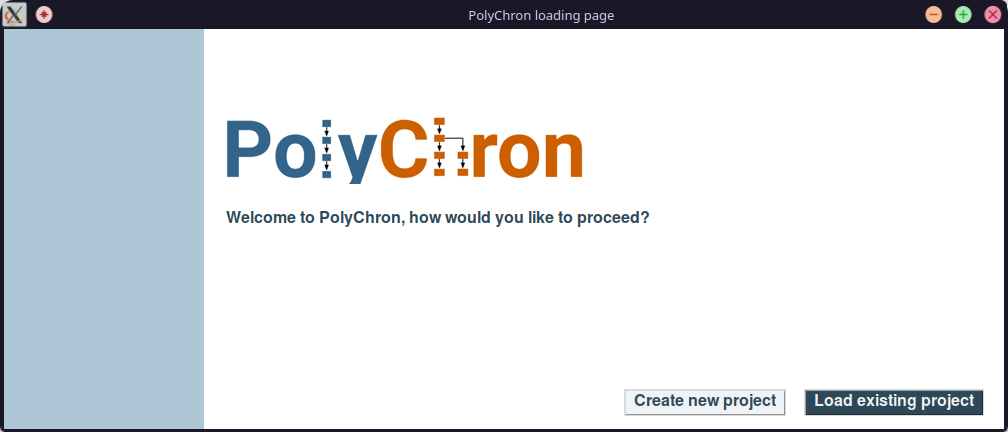 PolyChron loading page
PolyChron
Welcome to PolyChron, how would you like to proceed?
Create new project
Load existing project